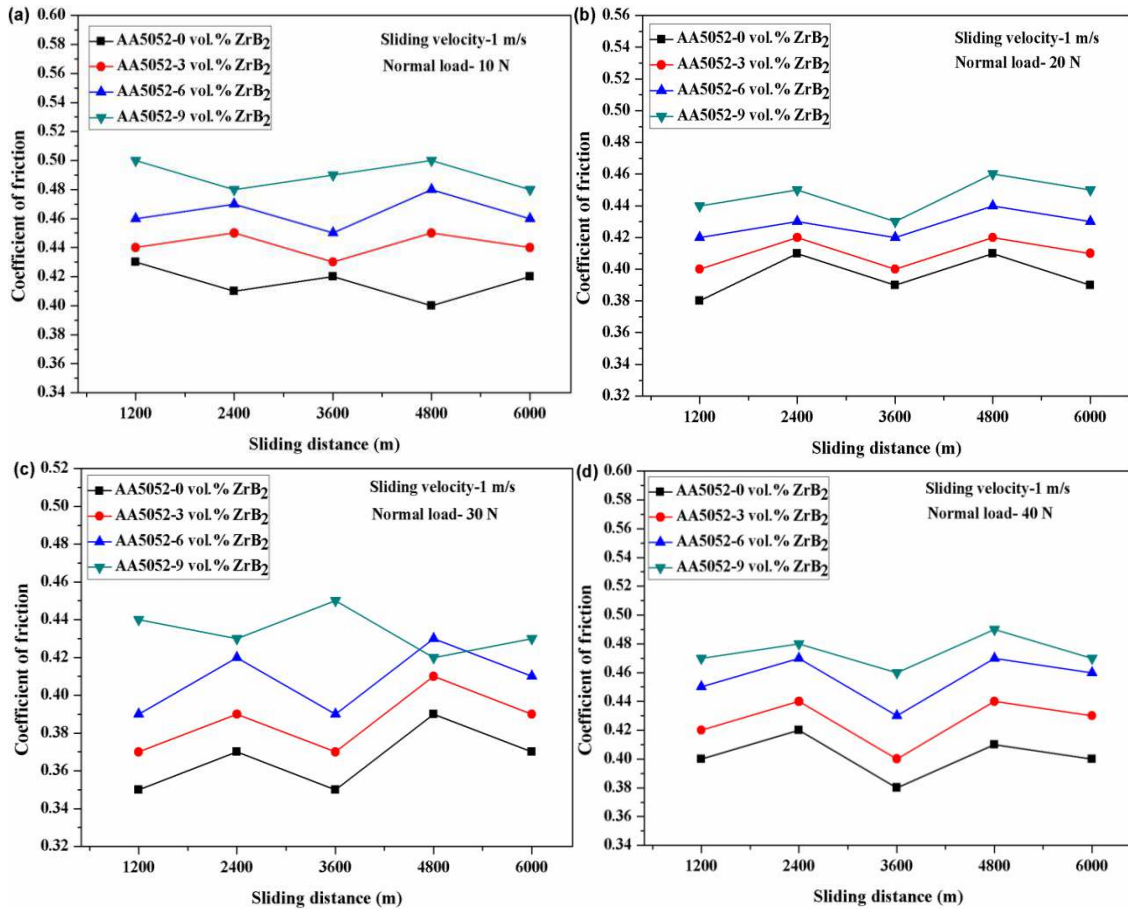 (a)
0.60
0.58
0.56
0.54
0.52
0.50
0.48
0.46
0.44
0.42
0.40
0.38
0.36
0.34
Coefficient of friction
AA5052-0 vol.% ZrB2
AA5052-3 vol.% ZrB2
AA5052-6 vol.% ZrB2
AA5052-9 vol.% ZrB2
Sliding velocity-1 m/s
Normal load- 10 N
1200 2400 3600 4800 6000
Sliding distance (m)
(b)
0.56
0.54
0.52
0.50
0.48
0.46
0.44
0.42
0.40
0.38
0.36
0.34
0.32
Coefficient of friction
AA5052-0 vol.% ZrB2
AA5052-3 vol.% ZrB2
AA5052-6 vol.% ZrB2
AA5052-9 vol.% ZrB2
Sliding velocity-1 m/s
Normal load- 20 N
1200 2400 3600 4800 6000
Sliding distance (m)
(c)
0.52
0.50
0.48
0.46
0.44
0.42
0.40
0.38
0.36
0.34
0.32
Coefficient of friction
AA5052-0 vol.% ZrB2
AA5052-3 vol.% ZrB2
AA5052-6 vol.% ZrB2
AA5052-9 vol.% ZrB2
Sliding velocity-1 m/s
Normal load- 30 N
1200 2400 3600 4800 6000
Sliding distance (m)
(d)
0.60
0.58
0.56
0.54
0.52
0.50
0.48
0.46
0.44
0.42
0.40
0.38
0.36
0.34
Coefficient of friction
AA5052-0 vol.% ZrB2
AA5052-3 vol.% ZrB2
AA5052-6 vol.% ZrB2
AA5052-9 vol.% ZrB2
Sliding velocity-1 m/s
Normal load- 40 N
1200 2400 3600 4800 6000
Sliding distance (m)